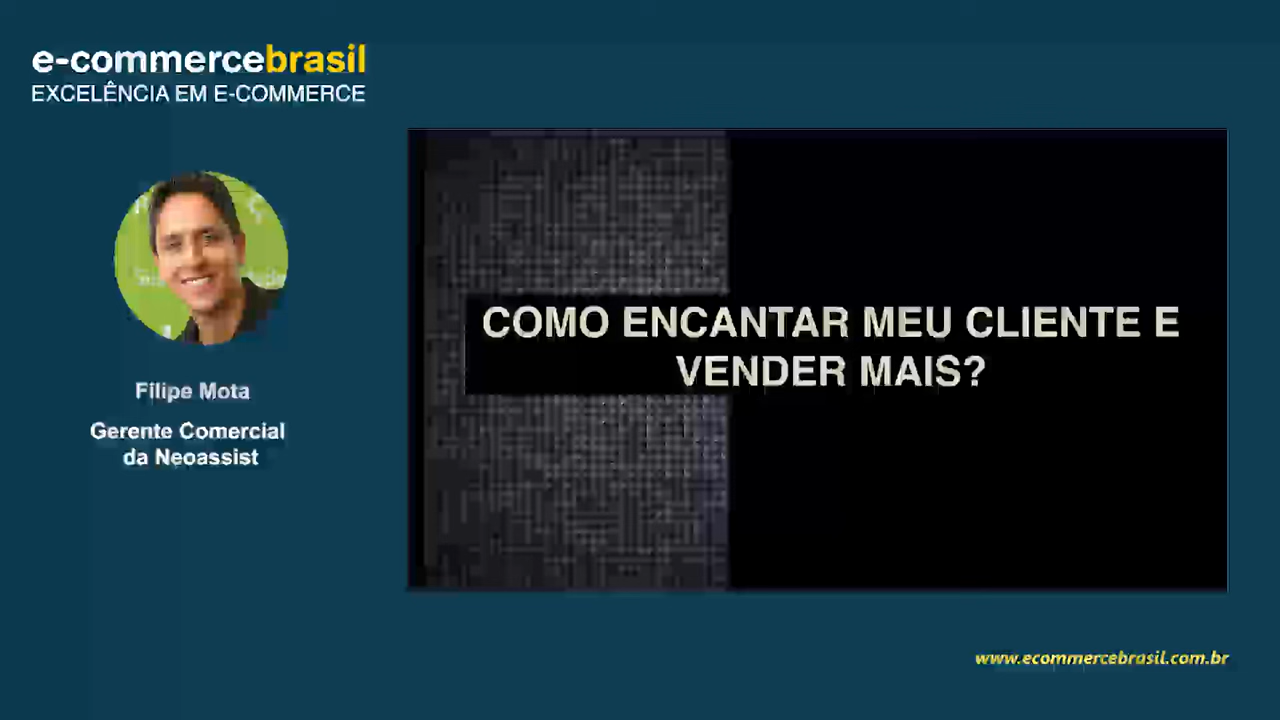 e-commercebrasil
EXCELÊNCIA EM E-COMMERCE
Filipe Mota
Gerente Comercial
da Neoassist
COMO ENCANTAR MEU CLIENTE E
VENDER MAIS?
www.ecommercebrasil.com.br